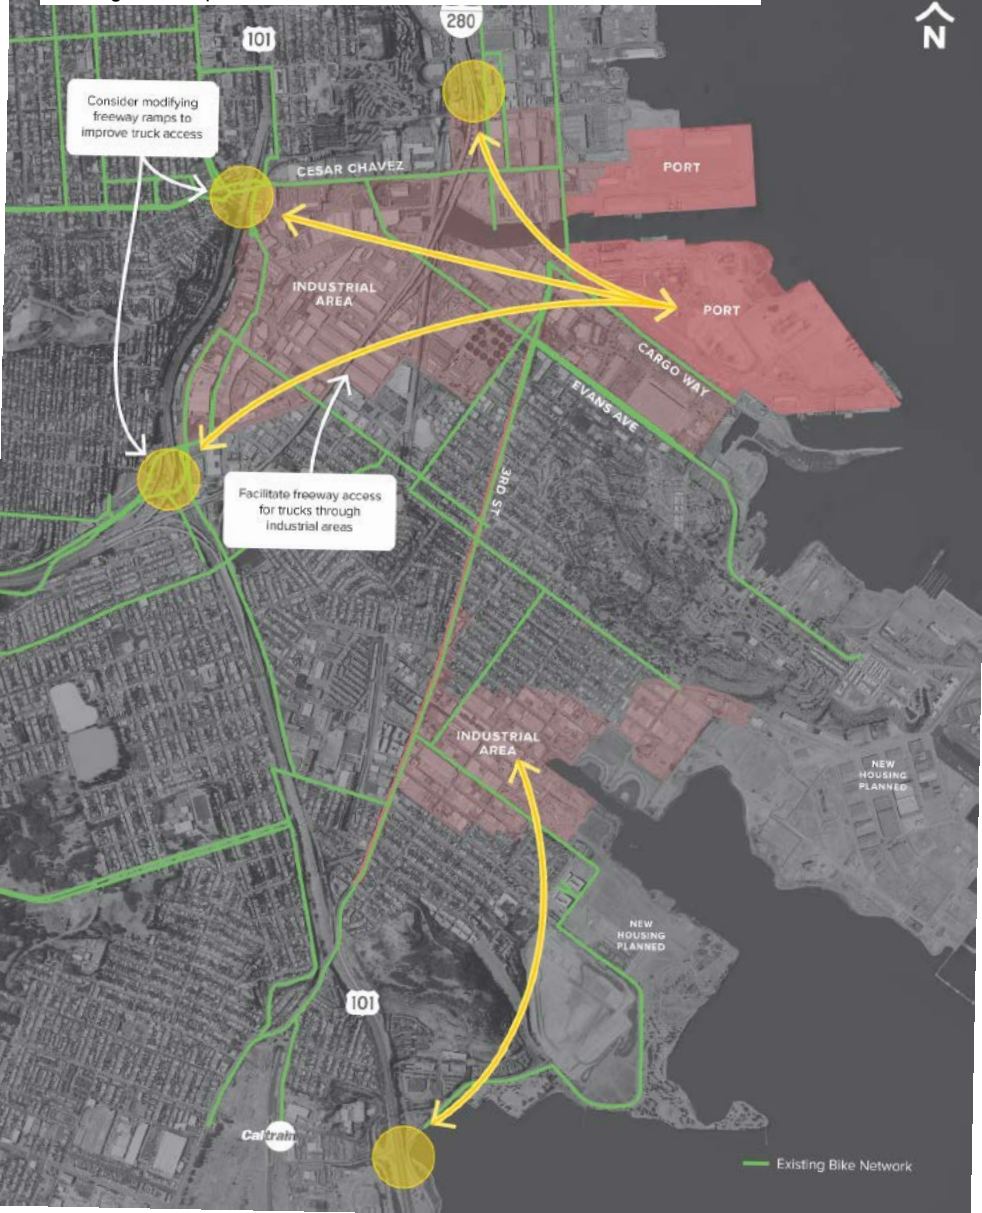 101
280
N
Consider modifying
freeway ramps to
improve truck access
CESAR CHAVEZ
PORT
INDUSTRIAL
AREA
PORT
CARGO WAY
EVANS AVE
3RD ST
Facilitate freeway access
for trucks through
industrial areas
INDUSTRIAL
AREA
NEW
HOUSING
PLANNED
NEW
HOUSING
PLANNED
101
Caltrain
Existing Bike Network